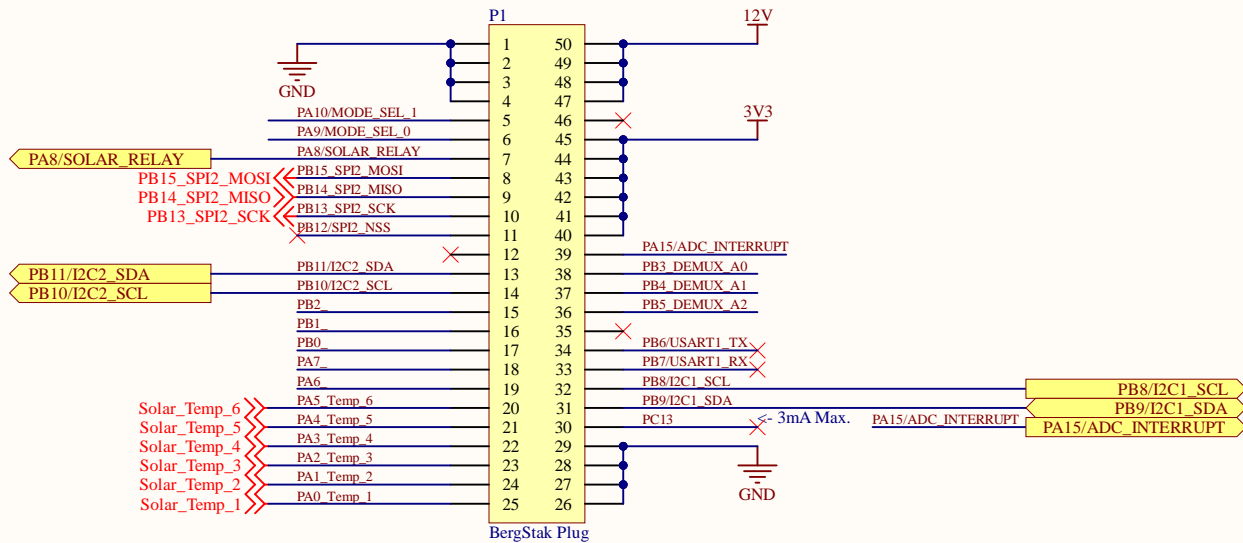 P1
12V
1 50
2 49
3 48
GND
4 47
PA10/MODE_SEL_1 5 46 3V3
PA9/MODE_SEL_0 6 45
PA8/SOLAR_RELAY PA8/SOLAR_RELAY 7 44
PB15_SPI2_MOSI PB15_SPI2_MOSI 8 43
PB14_SPI2_MISO PB14_SPI2_MISO 9 42
PB13_SPI2_SCK PB13_SPI2_SCK 10 41
PB12/SPI2_NSS 11 40
12 39 PA15/ADC_INTERRUPT
PB11/I2C2_SDA PB11/I2C2_SDA 13 38 PB3_DEMUX_A0
PB10/I2C2_SCL PB10/I2C2_SCL 14 37 PB4_DEMUX_A1
PB2_ 15 36 PB5_DEMUX_A2
PB1_ 16 35
PB0_ 17 34 PB6/USART1_TX
PA7_ 18 33 PB7/USART1_RX
PA6_ 19 32 PB8/I2C1_SCL PB8/I2C1_SCL
Solar_Temp_6 PA5_Temp_6 20 31 PB9/I2C1_SDA PB9/I2C1_SDA
Solar_Temp_5 PA4_Temp_5 21 30 PC13 <- 3mA Max. PA15/ADC_INTERRUPT PA15/ADC_INTERRUPT
Solar_Temp_4 PA3_Temp_4 22 29
Solar_Temp_3 PA2_Temp_3 23 28
Solar_Temp_2 PA1_Temp_2 24 27 GND
Solar_Temp_1 PA0_Temp_1 25 26
BergStak Plug